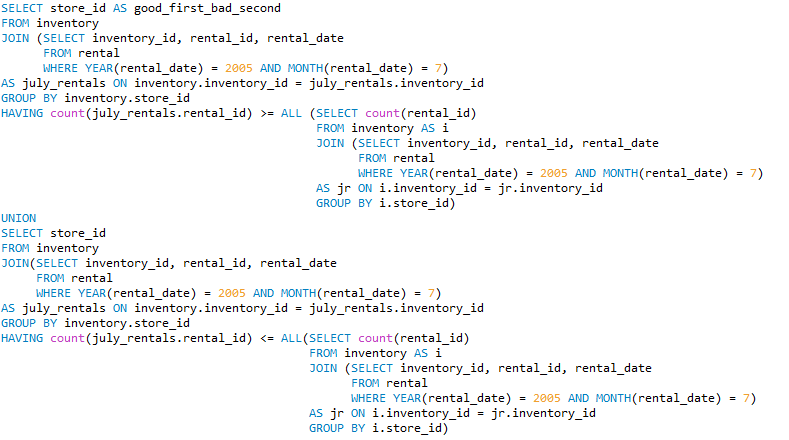 SELECT store_id AS good_first_bad_second
FROM inventory
JOIN (SELECT inventory_id, rental_id, rental_date
FROM rental
WHERE YEAR(rental_date) = 2005 AND MONTH(rental_date) = 7)
AS july_rentals ON inventory.inventory_id = july_rentals.inventory_id
GROUP BY inventory.store_id
HAVING count(july_rentals.rental_id) >= ALL (SELECT count(rental_id)
FROM inventory AS i
JOIN (SELECT inventory_id, rental_id, rental_date
FROM rental
WHERE YEAR(rental_date) = 2005 AND MONTH(rental_date) = 7)
AS jr ON i.inventory_id = jr.inventory_id
GROUP BY i.store_id)
UNION
SELECT store_id
FROM inventory
JOIN(SELECT inventory_id, rental_id, rental_date
FROM rental
WHERE YEAR(rental_date) = 2005 AND MONTH(rental_date) = 7)
AS july_rentals ON inventory.inventory_id = july_rentals.inventory_id
GROUP BY inventory.store_id
HAVING count(july_rentals.rental_id) <= ALL(SELECT count(rental_id)
FROM inventory AS i
JOIN (SELECT inventory_id, rental_id, rental_date
FROM rental
WHERE YEAR(rental_date) = 2005 AND MONTH(rental_date) = 7)
AS jr ON i.inventory_id = jr.inventory_id
GROUP BY i.store_id)